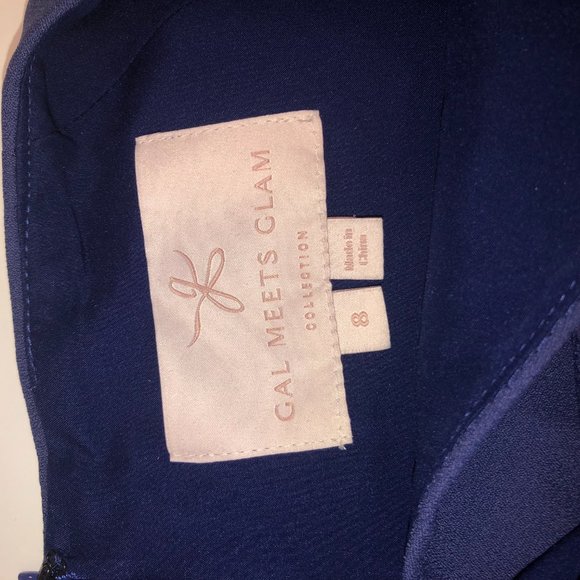 GAL MEETS GLAM
COLLECTION
Made in
China
8